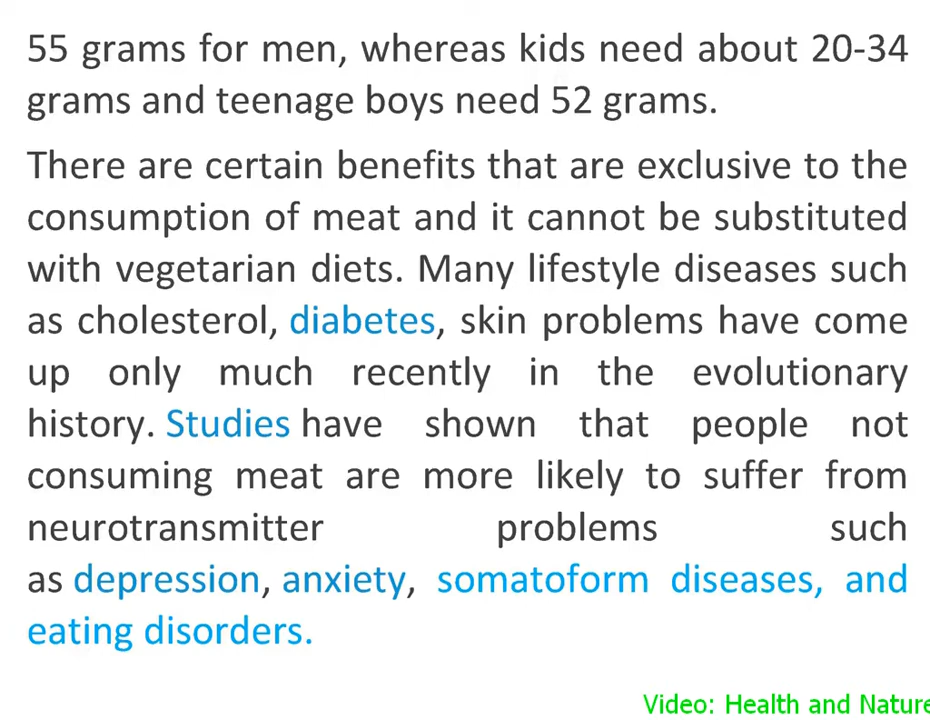 55 grams for men, whereas kids need about 20-34
grams and teenage boys need 52 grams.
There are certain benefits that are exclusive to the
consumption of meat and it cannot be substituted
with vegetarian diets. Many lifestyle diseases such
as cholesterol, diabetes, skin problems have come
up only much recently in the evolutionary
history. Studies have shown that people not
consuming meat are more likely to suffer from
neurotransmitter problems such
as depression, anxiety, somatoform diseases, and
eating disorders.
Video: Health and Nature